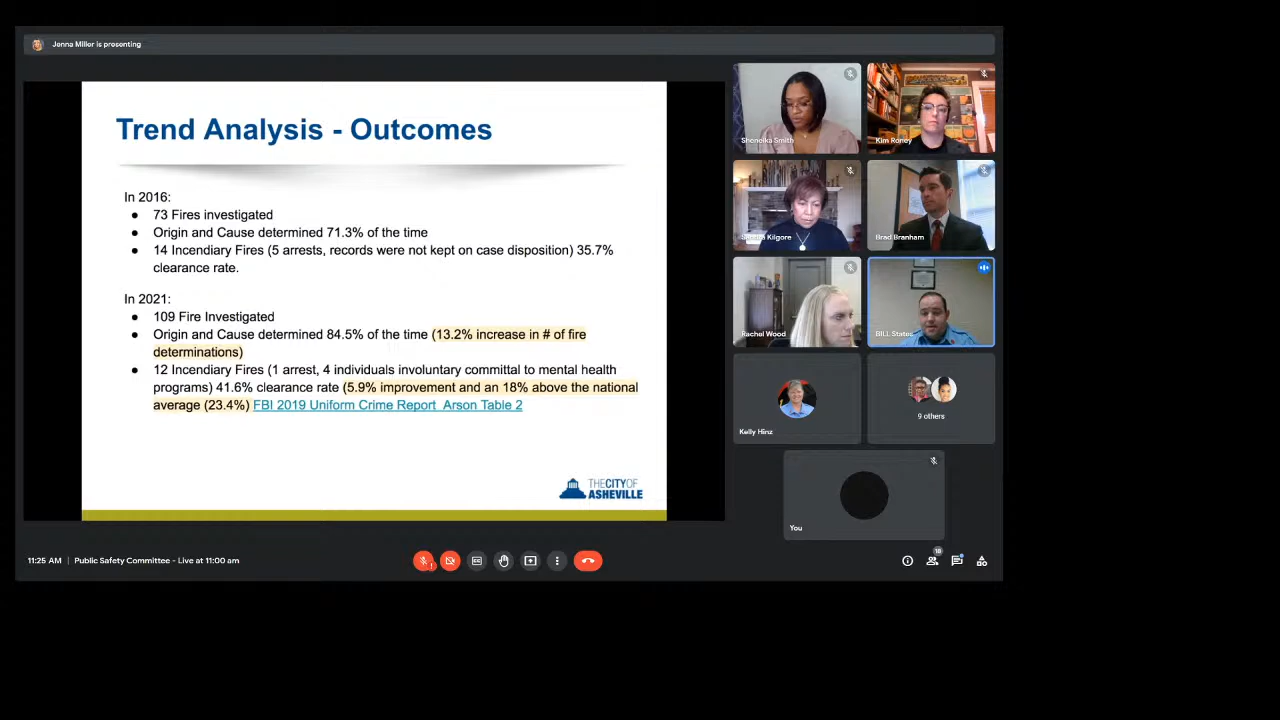 Jenna Miller is presenting
Trend Analysis - Outcomes
In 2016:
● 73 Fires investigated
● Origin and Cause determined 71.3% of the time
● 14 Incendiary Fires (5 arrests, records were not kept on case disposition) 35.7%
clearance rate.
In 2021:
● 109 Fire Investigated
● Origin and Cause determined 84.5% of the time (13.2% increase in # of fire
determinations)
● 12 Incendiary Fires (1 arrest, 4 individuals involuntary committal to mental health
programs) 41.6% clearance rate (5.9% improvement and an 18% above the national
average (23.4%) FBI 2019 Uniform Crime Report Arson Table 2
THECITYOF
ASHEVILLE
Sheneika Smith
Kim Roney
Kilgore
Brad Branham
Rachel Wood
BILL States
Kelly Hinz
9 others
You
11:25 AM | Public Safety Committee - Live at 11:00 am
18